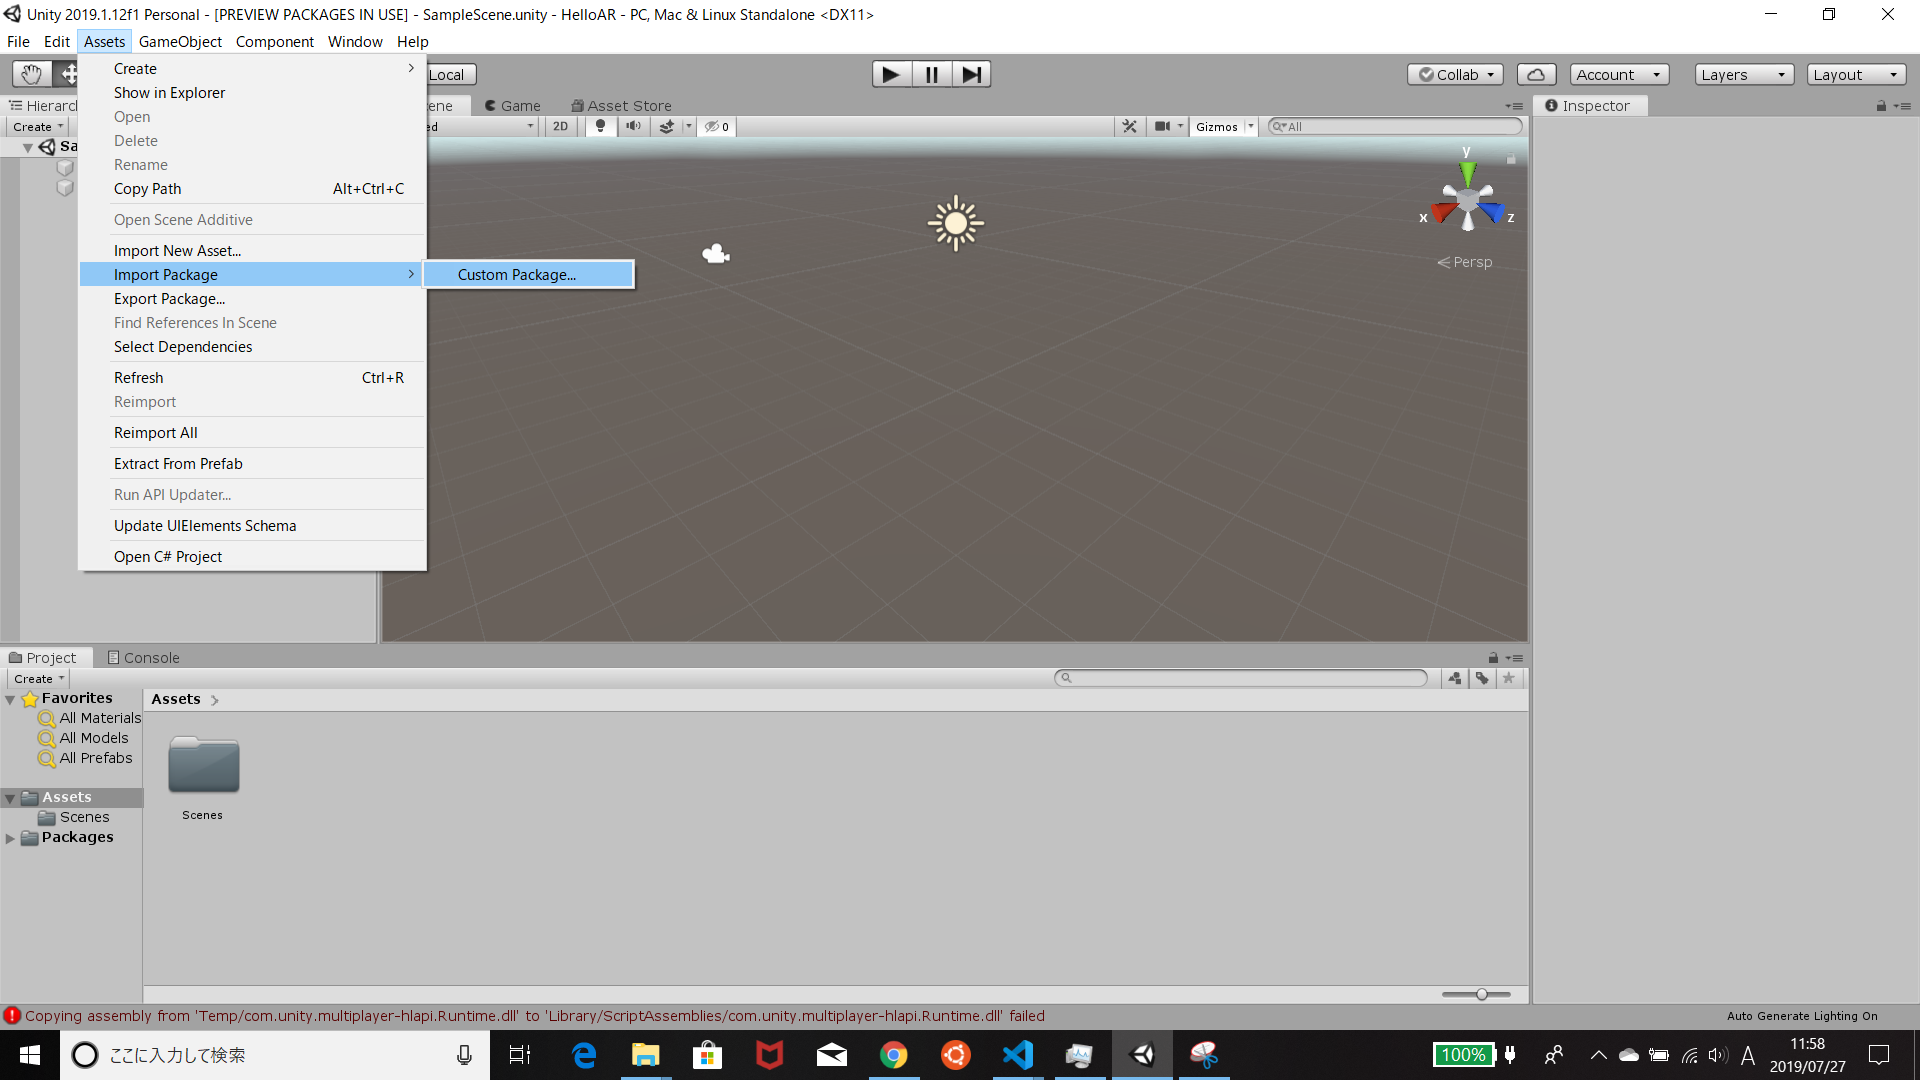 Unity 2019.1.12f1 Personal - [PREVIEW PACKAGES IN USE] - SampleScene.unity - HelloAR - PC, Mac & Linux Standalone <DX11>
File Edit Assets GameObject Component Window Help
Local
Collab
Account
Layers
Layout
Create
Show in Explorer
Open
Delete
Rename
Copy Path Alt+Ctrl+C
Open Scene Additive
Import New Asset...
Import Package
Custom Package...
Export Package...
Find References In Scene
Select Dependencies
Refresh Ctrl+R
Reimport
Reimport All
Extract From Prefab
Run API Updater...
Update UIElements Schema
Open C# Project
Hierarc
Create
Sa
ene
Game
Asset Store
ed
2D
0
Gizmos
All
y
x
z
Persp
Inspector
Project
Console
Create
Favorites
All Materials
All Models
All Prefabs
Assets
Scenes
Packages
Assets
Scenes
Copying assembly from 'Temp/com.unity.multiplayer-hlapi.Runtime.dll' to 'Library/ScriptAssemblies/com.unity.multiplayer-hlapi.Runtime.dll' failed
Auto Generate Lighting On
ここに入力して検索
100%
A
11:58
2019/07/27